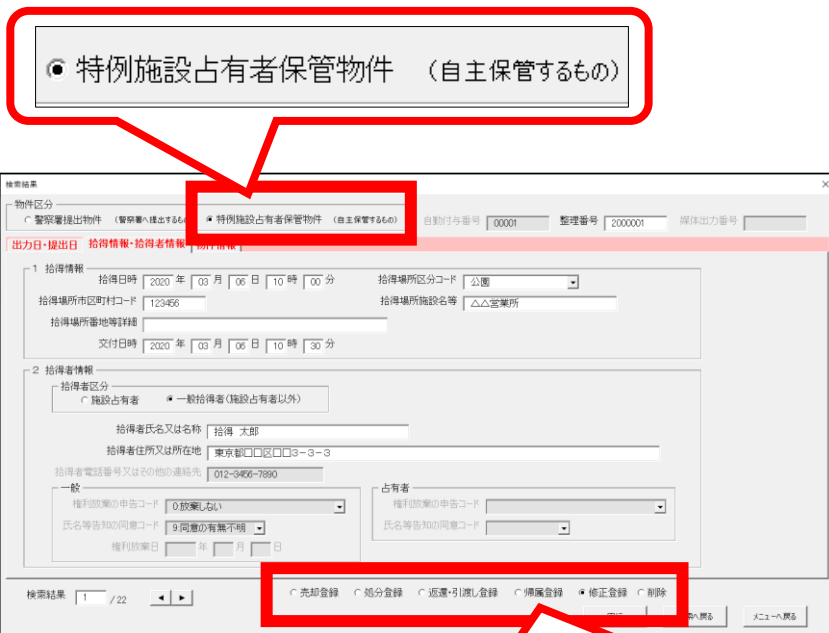 特例施設占有者保管物件 (自主保管するもの)
検索結果
物件区分
警察署提出物件 (警察署へ提出するもの 特例施設占有者保管物件 (自主保管するもの) 自動付与番号 00001 整理番号 2000001 媒体出力番号
出力日・提出日 拾得情報・拾得者情報 物件情報
1 拾得情報
拾得日時 2020 年 03 月 06 日 10 時 00 分 拾得場所区分コード 公園
拾得場所市区町村コード 123456 拾得場所施設名等 △△営業所
拾得場所番地等詳細
交付日時 2020 年 03 月 06 日 10 時 30 分
2 拾得者情報
拾得者区分
施設占有者 一般拾得者(施設占有者以外)
拾得者氏名又は名称 拾得 太郎
拾得者住所又は所在地 東京都□□区□□3-3-3
拾得者電話番号又はその他の連絡先 012-3456-7890
一般 占有者
権利放棄の申告コード 0:放棄しない 権利放棄の申告コード
氏名等告知の同意コード 9:同意の有無不明 氏名等告知の同意コード
権利放棄日 年 月 日
検索結果 1 /22 売却登録 処分登録 返還・引渡し登録 帰属登録 修正登録 削除
へ戻る メニューへ戻る